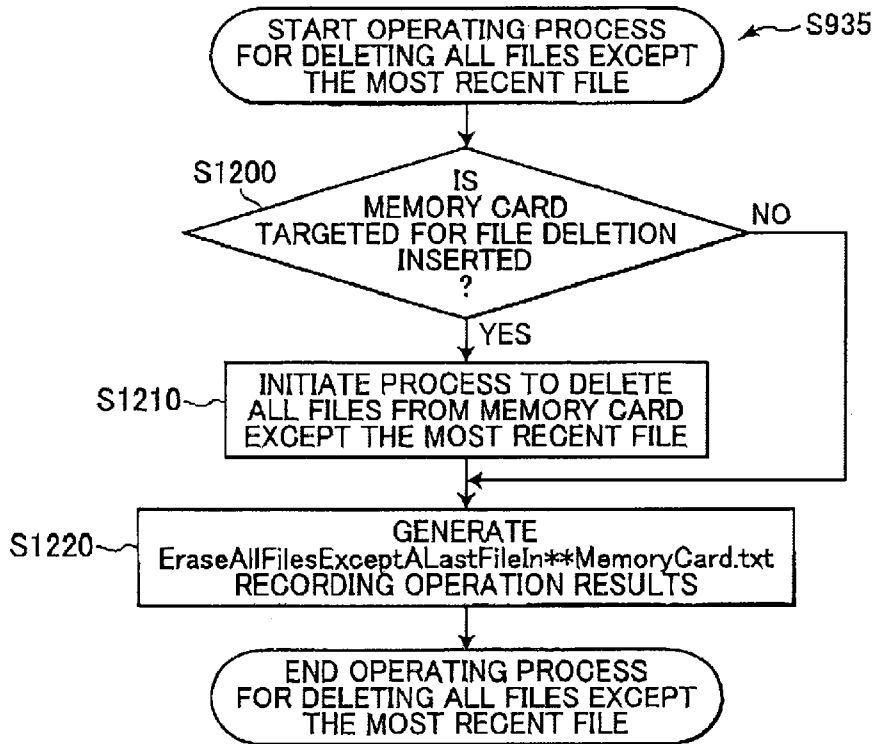 START OPERATING PROCESS
FOR DELETING ALL FILES EXCEPT
THE MOST RECENT FILE
S935
S1200
IS
MEMORY CARD
TARGETED FOR FILE DELETION
INSERTED
?
NO
YES
S1210
INITIATE PROCESS TO DELETE
ALL FILES FROM MEMORY CARD
EXCEPT THE MOST RECENT FILE
S1220
GENERATE
EraseAllFilesExceptALastFileIn**MemoryCard.txt
RECORDING OPERATION RESULTS
END OPERATING PROCESS
FOR DELETING ALL FILES EXCEPT
THE MOST RECENT FILE